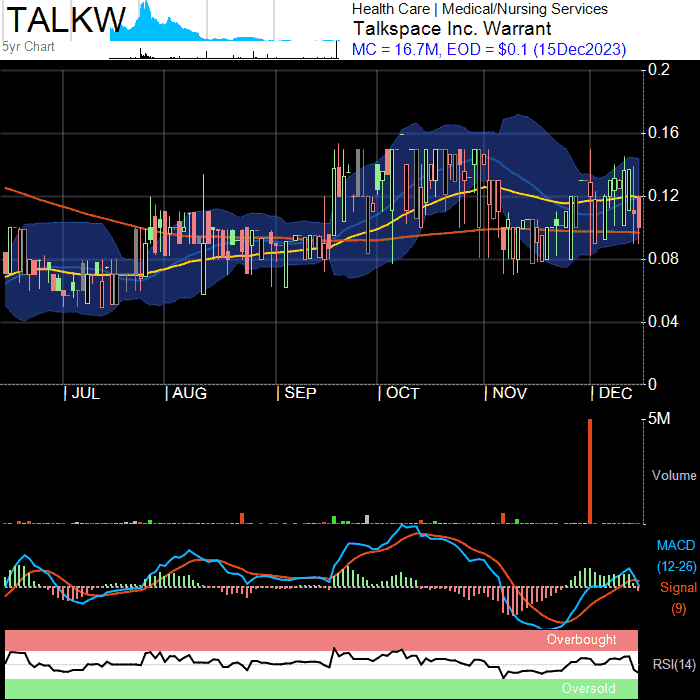 TALKW
5yr Chart
Health Care | Medical/Nursing Services
Talkspace Inc. Warrant
MC = 16.7M, EOD = $0.1 (15Dec2023)
0.2
0.16
0.12
0.08
0.04
0
| JUL | AUG | SEP | OCT | NOV | DEC
5M
Volume
MACD
(12-26)
Signal
(9)
Overbought
RSI(14)
Oversold